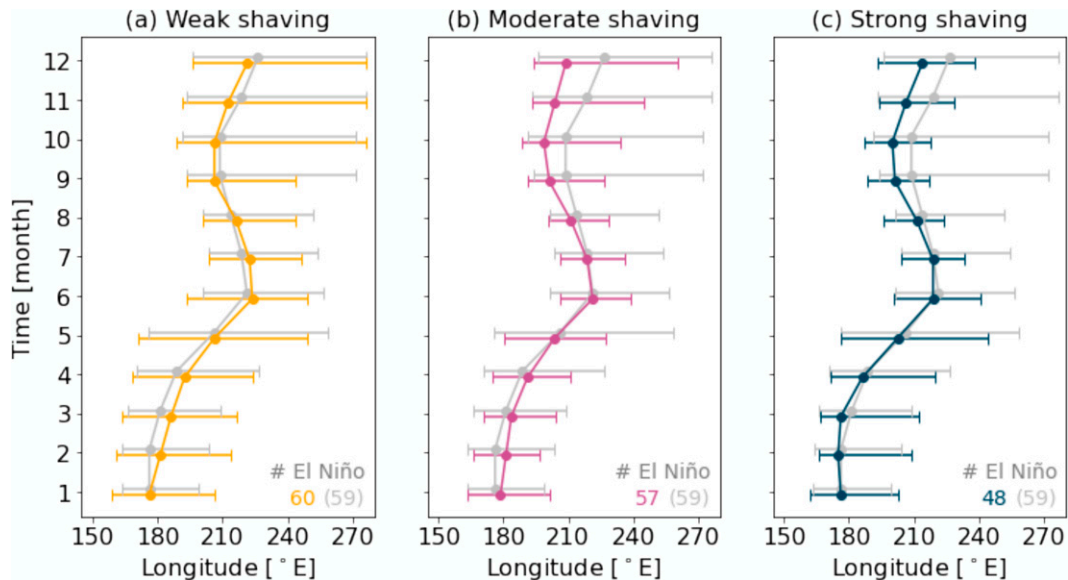 (a) Weak shaving
(b) Moderate shaving
(c) Strong shaving
Time [month]
12
11
10
9
8
7
6
5
4
3
2
1
# El Niño
60 (59)
# El Niño
57 (59)
# El Niño
48 (59)
150 180 210 240 270
150 180 210 240 270
150 180 210 240 270
Longitude [°E]
Longitude [°E]
Longitude [°E]